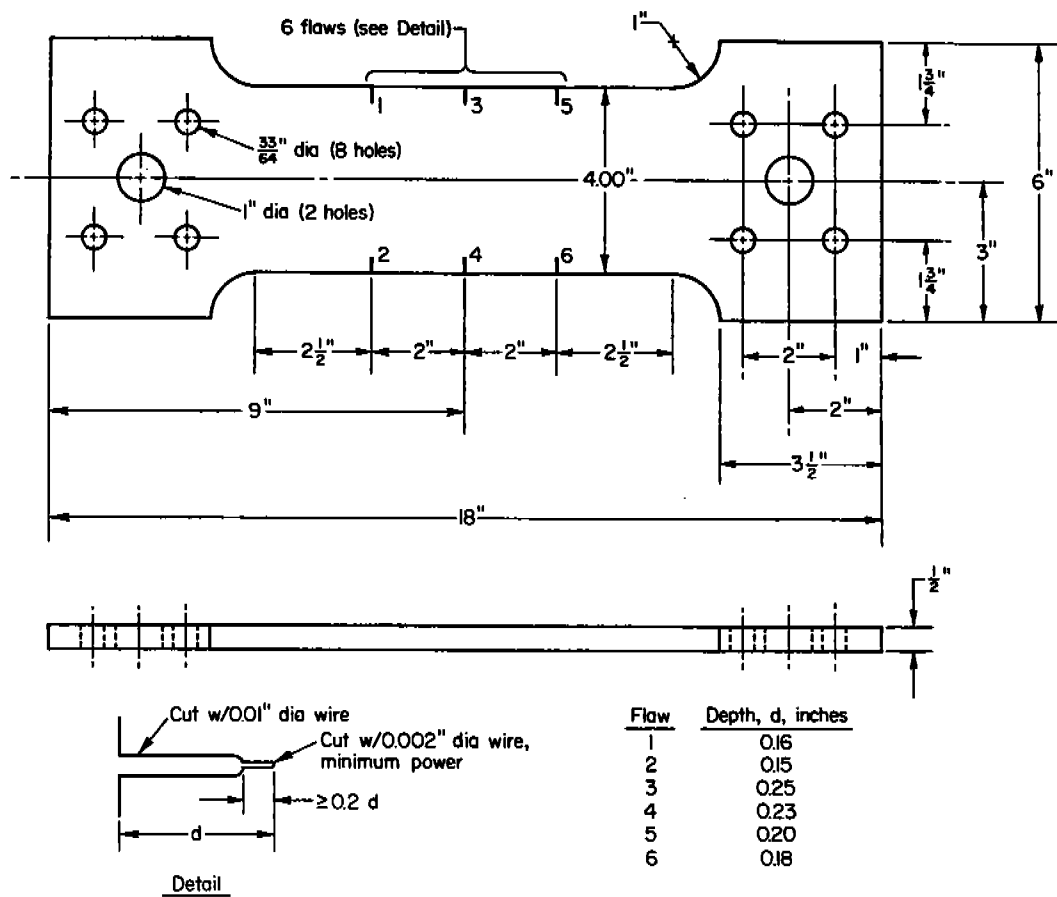 6 flaws (see Detail)
1"
1 3 5
33/64" dia (8 holes)
1" dia (2 holes)
4.00"
1 3/4"
6"
3"
1 3/4"
2 4 6
2 1/2" 2" 2" 2 1/2"
2" 1"
9"
2"
3 1/2"
18"
1/2"
Cut w/0.01" dia wire
Cut w/0.002" dia wire,
minimum power
≥0.2 d
d
Detail
Flaw Depth, d, inches
1 0.16
2 0.15
3 0.25
4 0.23
5 0.20
6 0.18